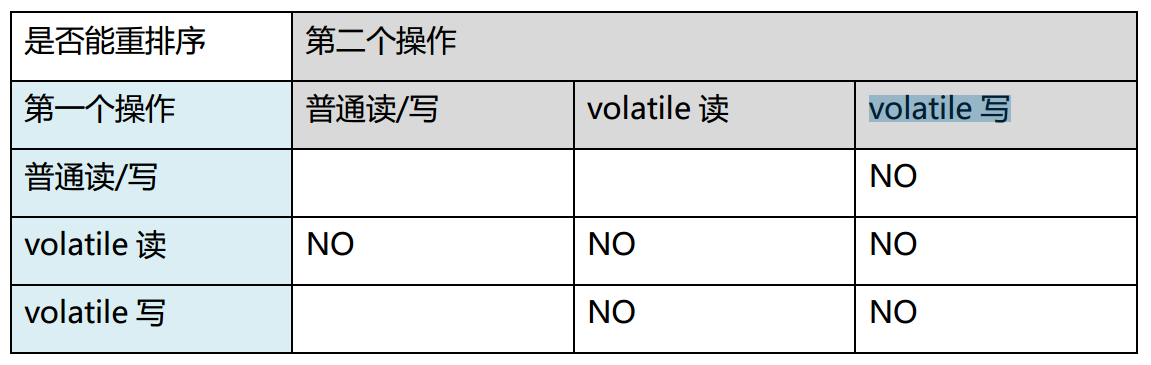 是否能重排序 第二个操作
第一个操作 普通读/写 volatile 读 volatile 写
普通读/写 NO
volatile 读 NO NO NO
volatile 写 NO NO